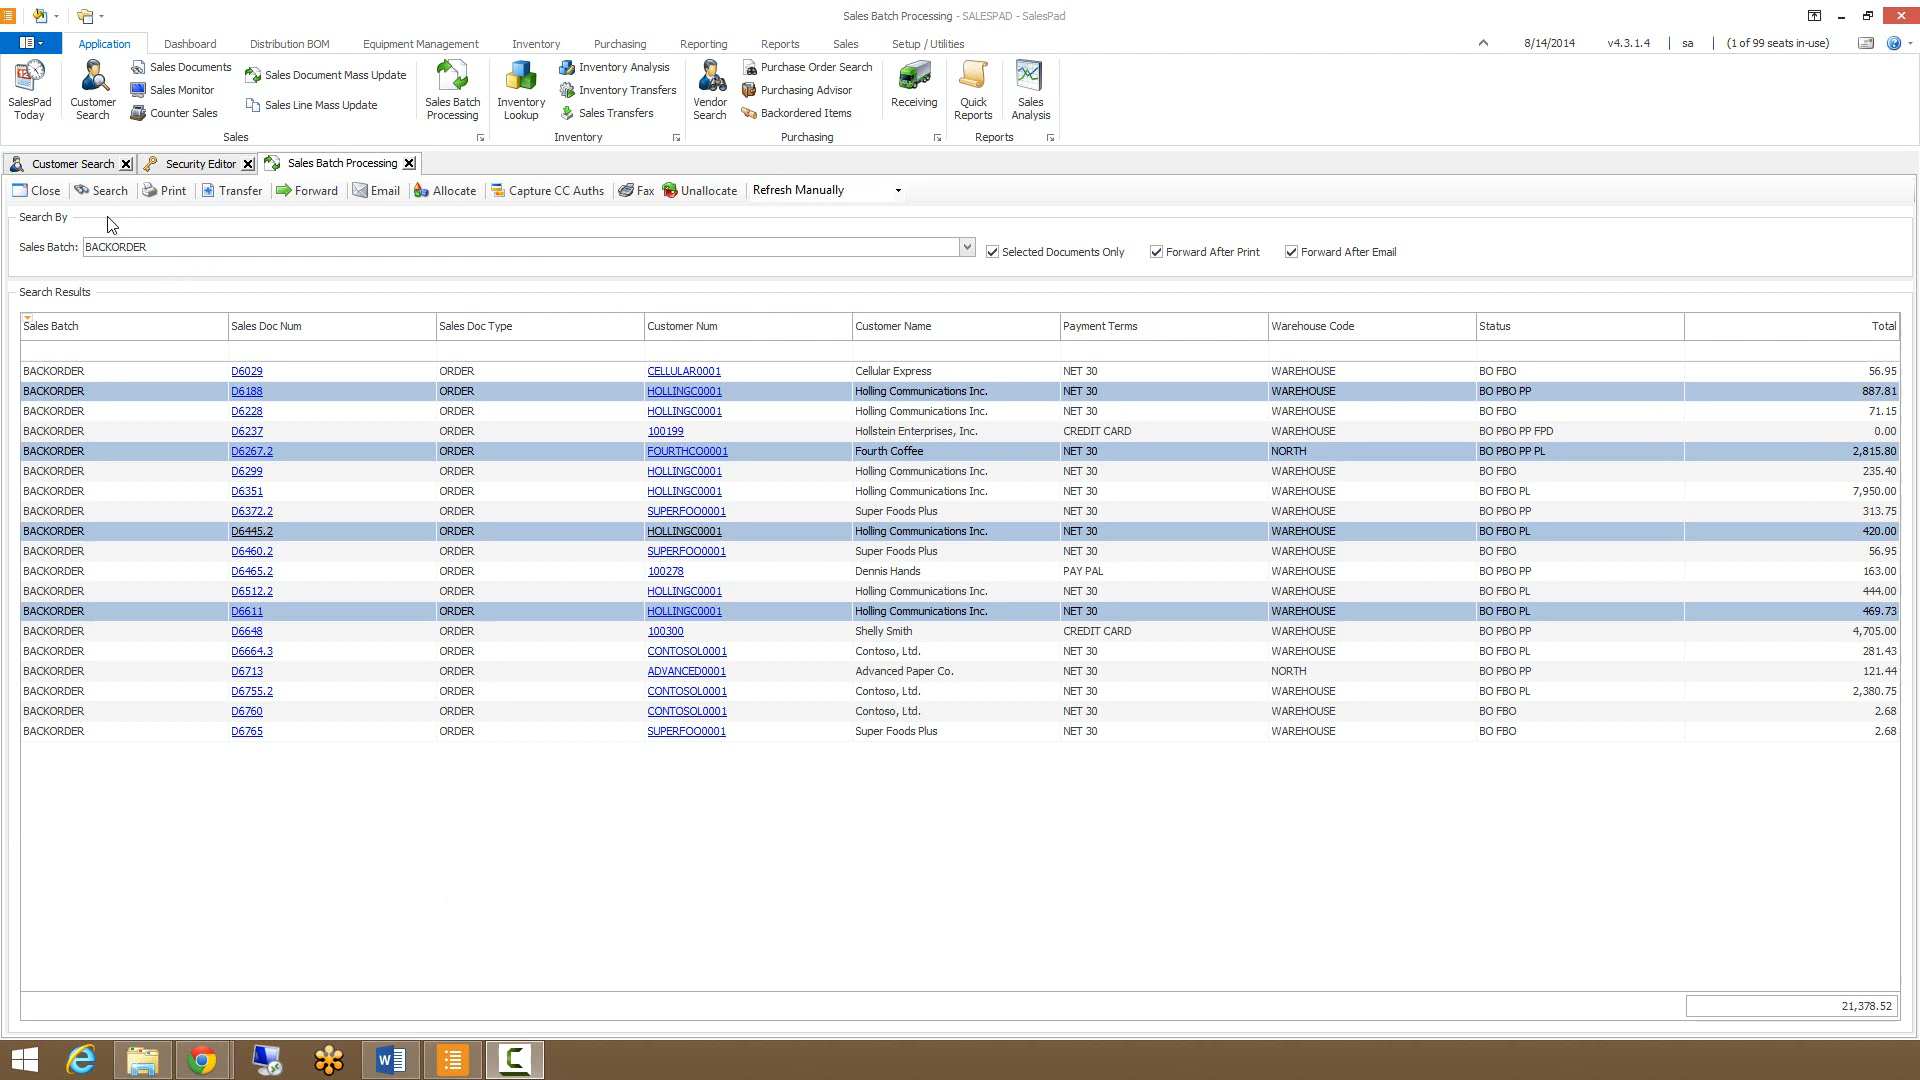 Sales Batch Processing - SALESPAD - SalesPad
Application Dashboard Distribution BOM Equipment Management Inventory Purchasing Reporting Reports Sales Setup / Utilities 8/14/2014 v4.3.1.4 sa (1 of 99 seats in-use)
SalesPad Today
Customer Search
Sales Documents
Sales Monitor
Counter Sales
Sales Document Mass Update
Sales Line Mass Update
Sales Batch Processing
Sales
Inventory Lookup
Inventory Analysis
Inventory Transfers
Sales Transfers
Inventory
Vendor Search
Purchase Order Search
Purchasing Advisor
Backordered Items
Receiving
Purchasing
Quick Reports
Sales Analysis
Reports
Customer Search Security Editor Sales Batch Processing
Close Search Print Transfer Forward Email Allocate Capture CC Auths Fax Unallocate Refresh Manually
Search By
Sales Batch: BACKORDER Selected Documents Only Forward After Print Forward After Email
Search Results
Sales Batch Sales Doc Num Sales Doc Type Customer Num Customer Name Payment Terms Warehouse Code Status Total
BACKORDER D6029 ORDER CELLULAR0001 Cellular Express NET 30 WAREHOUSE BO FBO 56.95
BACKORDER D6188 ORDER HOLLINGC0001 Holling Communications Inc. NET 30 WAREHOUSE BO PBO PP 887.81
BACKORDER D6228 ORDER HOLLINGC0001 Holling Communications Inc. NET 30 WAREHOUSE BO FBO 71.15
BACKORDER D6237 ORDER 100199 Hollstein Enterprises, Inc. CREDIT CARD WAREHOUSE BO PBO PP FPD 0.00
BACKORDER D6267.2 ORDER FOURTHCO0001 Fourth Coffee NET 30 NORTH BO PBO PP PL 2,815.80
BACKORDER D6299 ORDER HOLLINGC0001 Holling Communications Inc. NET 30 WAREHOUSE BO FBO 235.40
BACKORDER D6351 ORDER HOLLINGC0001 Holling Communications Inc. NET 30 WAREHOUSE BO FBO PL 7,950.00
BACKORDER D6372.2 ORDER SUPERFOO0001 Super Foods Plus NET 30 WAREHOUSE BO PBO PP 313.75
BACKORDER D6445.2 ORDER HOLLINGC0001 Holling Communications Inc. NET 30 WAREHOUSE BO FBO PL 420.00
BACKORDER D6460.2 ORDER SUPERFOO0001 Super Foods Plus NET 30 WAREHOUSE BO FBO 56.95
BACKORDER D6465.2 ORDER 100278 Dennis Hands PAY PAL WAREHOUSE BO PBO PP 163.00
BACKORDER D6512.2 ORDER HOLLINGC0001 Holling Communications Inc. NET 30 WAREHOUSE BO FBO PL 444.00
BACKORDER D6611 ORDER HOLLINGC0001 Holling Communications Inc. NET 30 WAREHOUSE BO FBO PL 469.73
BACKORDER D6648 ORDER 100300 Shelly Smith CREDIT CARD WAREHOUSE BO PBO PP 4,705.00
BACKORDER D6664.3 ORDER CONTOSOL0001 Contoso, Ltd. NET 30 WAREHOUSE BO FBO PL 281.43
BACKORDER D6713 ORDER ADVANCED0001 Advanced Paper Co. NET 30 NORTH BO PBO PP 121.44
BACKORDER D6755.2 ORDER CONTOSOL0001 Contoso, Ltd. NET 30 WAREHOUSE BO FBO PL 2,380.75
BACKORDER D6760 ORDER CONTOSOL0001 Contoso, Ltd. NET 30 WAREHOUSE BO FBO 2.68
BACKORDER D6765 ORDER SUPERFOO0001 Super Foods Plus NET 30 WAREHOUSE BO FBO 2.68
21,378.52